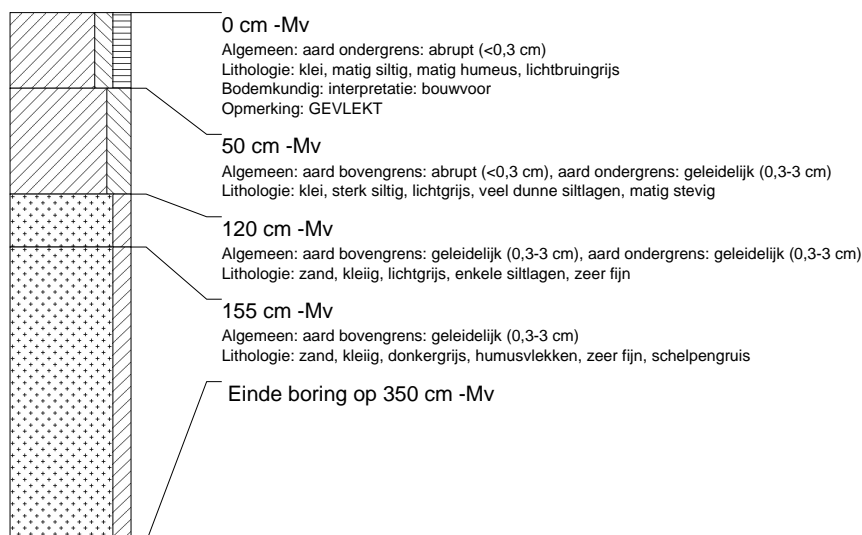 0 cm -Mv
Algemeen: aard ondergrens: abrupt (<0,3 cm)
Lithologie: klei, matig siltig, matig humeus, lichtbruingrijs
Bodemkundig: interpretatie: bouwvoor
Opmerking: GEVLEKT
50 cm -Mv
Algemeen: aard bovengrens: abrupt (<0,3 cm), aard ondergrens: geleidelijk (0,3-3 cm)
Lithologie: klei, sterk siltig, lichtgrijs, veel dunne siltlagen, matig stevig
120 cm -Mv
Algemeen: aard bovengrens: geleidelijk (0,3-3 cm), aard ondergrens: geleidelijk (0,3-3 cm)
Lithologie: zand, kleiig, lichtgrijs, enkele siltlagen, zeer fijn
155 cm -Mv
Algemeen: aard bovengrens: geleidelijk (0,3-3 cm)
Lithologie: zand, kleiig, donkergrijs, humusvlekken, zeer fijn, schelpengruis
Einde boring op 350 cm -Mv